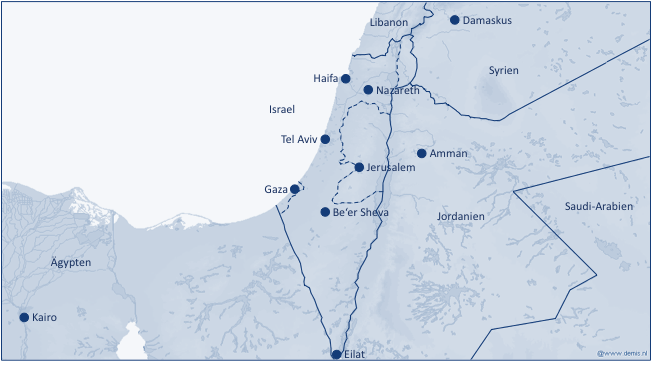 Libanon
Damaskus
Syrien
Haifa
Nazareth
Israel
Tel Aviv
Amman
Jerusalem
Gaza
Be'er Sheva
Saudi-Arabien
Jordanien
Ägypten
Kairo
Eilat
@www.demis.nl